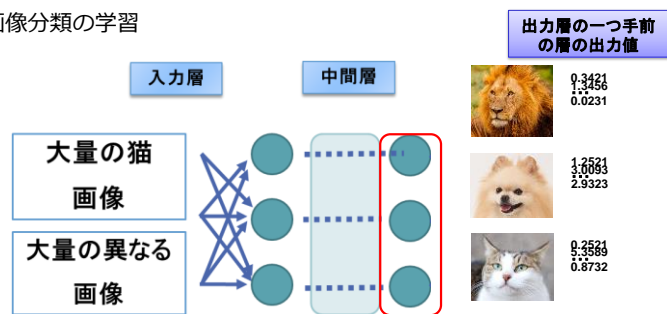 画像分類の学習
出力層の一つ手前
の層の出力値
入力層
中間層
大量の猫
画像
大量の異なる
画像
0.3421
1.3456
…
0.0231
1.2521
3.0093
…
2.9323
0.2521
5.3589
…
0.8732